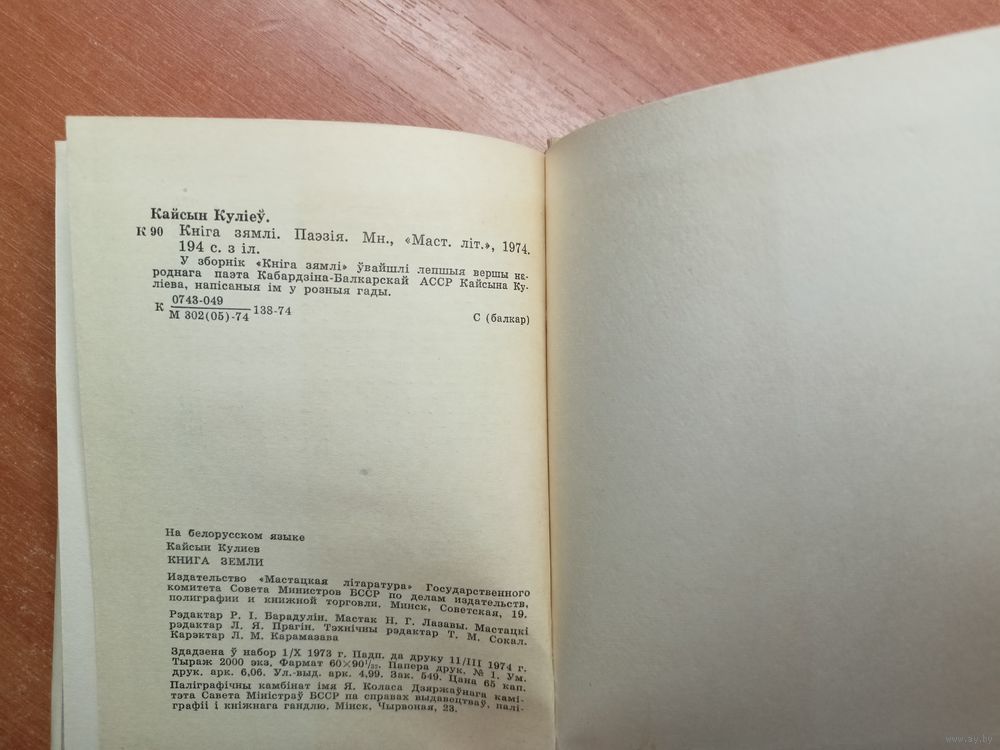 Кайсын Куліеў.
К 90 Кніга зямлі. Паэзія. Мн., «Маст. літ.», 1974.
194 с. з іл.
У зборнік «Кніга зямлі» ўвайшлі лепшыя вершы на-
роднага паэта Кабардзіна-Балкарскай АССР Кайсына Ку-
ліева, напісаныя ім у розныя гады.
К 0743-049
М 302(05)-74 138-74
С (балкар)
На белорусском языке
Кайсын Кулиев
КНИГА ЗЕМЛИ
Издательство «Мастацкая літаратура» Государственного
комитета Совета Министров БССР по делам издательств,
полиграфии и книжной торговли. Минск, Советская, 19.
Рэдактар Р. І. Барадулін. Мастак Н. Г. Лазавы. Мастацкі
рэдактар Л. Я. Прагін. Тэхнічны рэдактар Т. М. Сокал.
Карэктар Л. М. Карамазава
Здадзена ў набор 1/X 1973 г. Падп. да друку 11/III 1974 г.
Тыраж 2000 экз. Фармат 60×90¹/₃₂. Папера друк. № 1. Ум.
друк. арк. 6,06. Ул.-выд. арк. 4,99. Зак. 549. Цана 65 кап.
Паліграфічны камбінат імя Я. Коласа Дзяржаўнага камі-
тэта Савета Міністраў БССР па справах выдавецтваў, палі-
графіі і кніжнага гандлю. Мінск, Чырвоная, 23.
www.ay.by